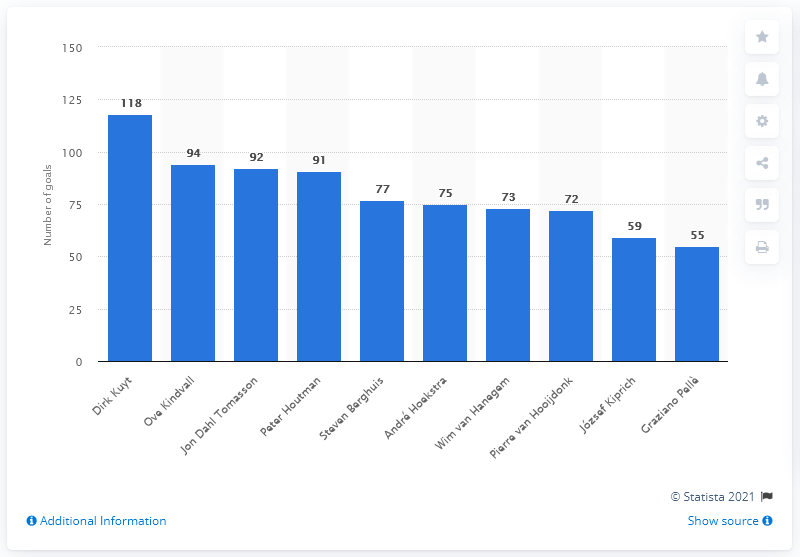 150
125
100
75
50
25
0
Number of goals
118
94
92
91
77
75
73
72
59
55
Dirk Kuyt
Ove Kindvall
Jon Dahl Tomasson
Peter Houtman
Steven Berghuis
André Hoekstra
Wim van Hanegem
Pierre van Hooijdonk
József Kiprich
Graziano Pellè
© Statista 2021
Additional Information
Show source